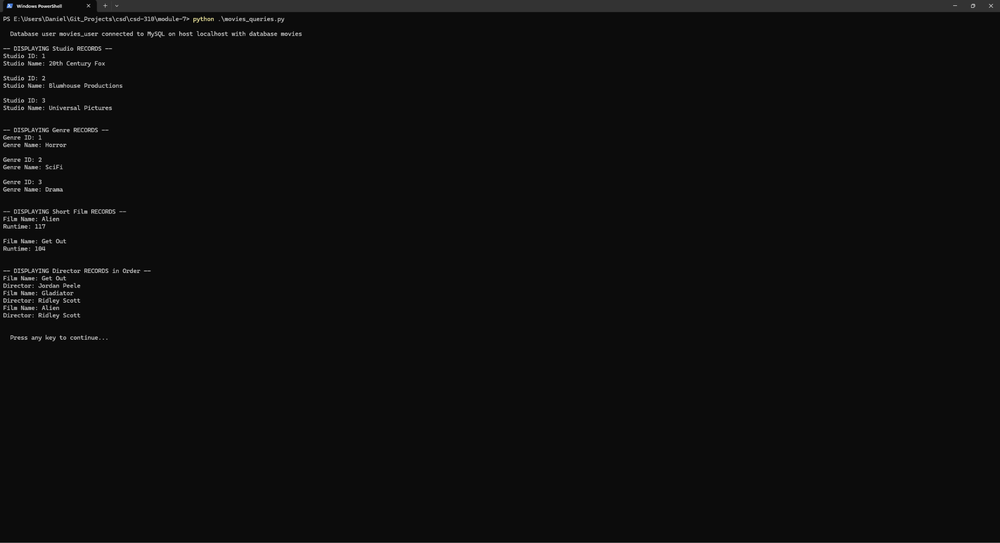 Windows PowerShell
PS E:\Users\Daniel\Git_Projects\csd\csd-310\module-7> python .\movies_queries.py
Database user movies_user connected to MySQL on host localhost with database movies
-- DISPLAYING Studio RECORDS --
Studio ID: 1
Studio Name: 20th Century Fox
Studio ID: 2
Studio Name: Blumhouse Productions
Studio ID: 3
Studio Name: Universal Pictures
-- DISPLAYING Genre RECORDS --
Genre ID: 1
Genre Name: Horror
Genre ID: 2
Genre Name: SciFi
Genre ID: 3
Genre Name: Drama
-- DISPLAYING Short Film RECORDS --
Film Name: Alien
Runtime: 117
Film Name: Get Out
Runtime: 104
-- DISPLAYING Director RECORDS in Order --
Film Name: Get Out
Director: Jordan Peele
Film Name: Gladiator
Director: Ridley Scott
Film Name: Alien
Director: Ridley Scott
Press any key to continue...